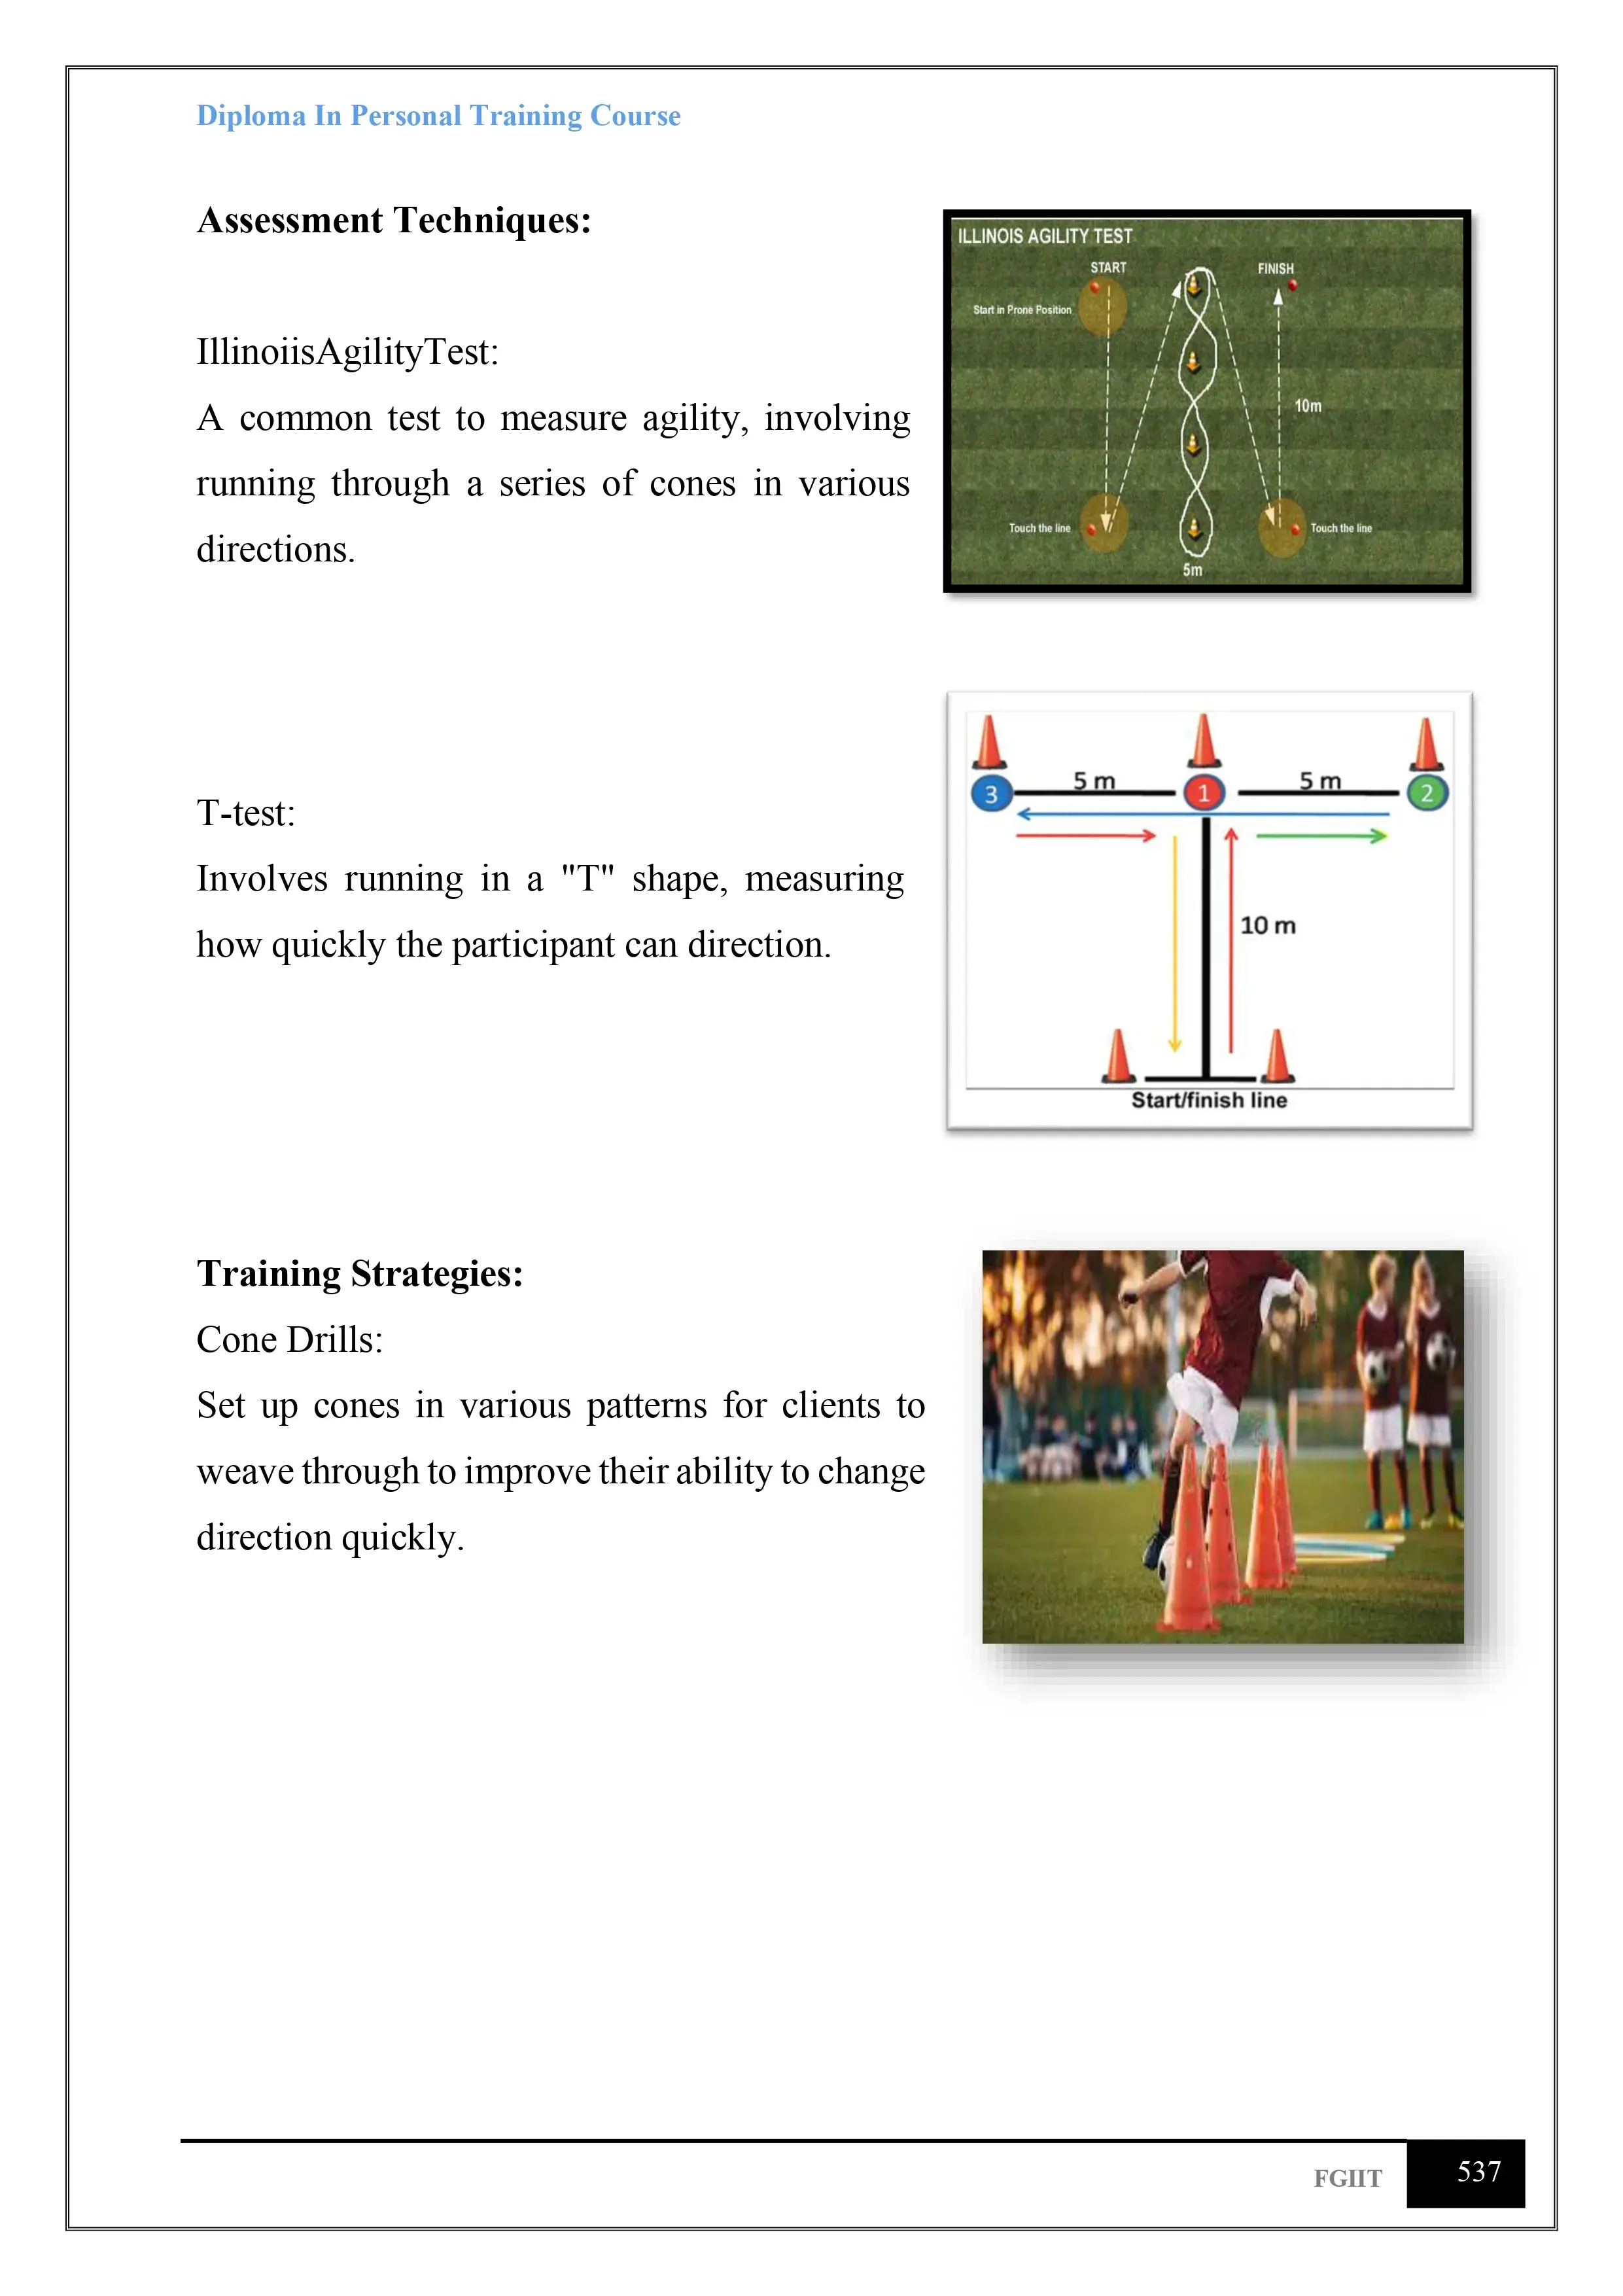 Diploma In Personal Training Course
Assessment Techniques:
IllinoiisAgilityTest:
A common test to measure agility, involving
running through a series of cones in various
directions.
ILLINOIS AGILITY TEST
START
FINISH
Start in Prone Position
10m
Touch the line
Touch the line
5m
T-test:
Involves running in a "T" shape, measuring
how quickly the participant can direction.
5 m
5 m
3
1
2
10 m
Start/finish line
Training Strategies:
Cone Drills:
Set up cones in various patterns for clients to
weave through to improve their ability to change
direction quickly.
FGIIT
537